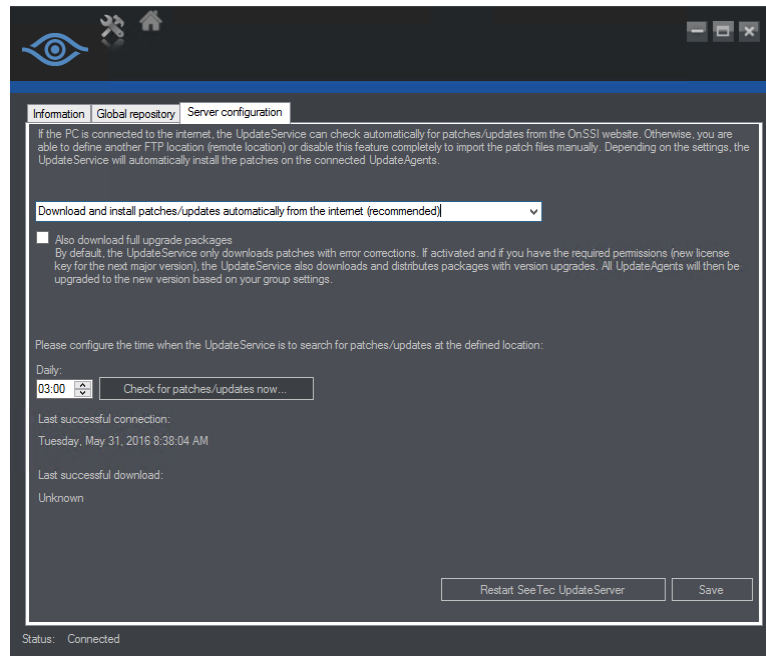 Information
Global repository
Server configuration
If the PC is connected to the internet, the UpdateService can check automatically for patches/updates from the OnSSI website. Otherwise, you are
able to define another FTP location (remote location) or disable this feature completely to import the patch files manually. Depending on the settings, the
UpdateService will automatically install the patches on the connected UpdateAgents.
Download and install patches/updates automatically from the internet (recommended)
Also download full upgrade packages
By default, the UpdateService only downloads patches with error corrections. If activated and if you have the required permissions (new license
key for the next major version), the UpdateService also downloads and distributes packages with version upgrades. All UpdateAgents will then be
upgraded to the new version based on your group settings.
Please configure the time when the UpdateService is to search for patches/updates at the defined location:
Daily:
03:00
Check for patches/updates now...
Last successful connection:
Tuesday, May 31, 2016 8:38:04 AM
Last successful download:
Unknown
Restart SeeTec UpdateServer
Save
Status: Connected